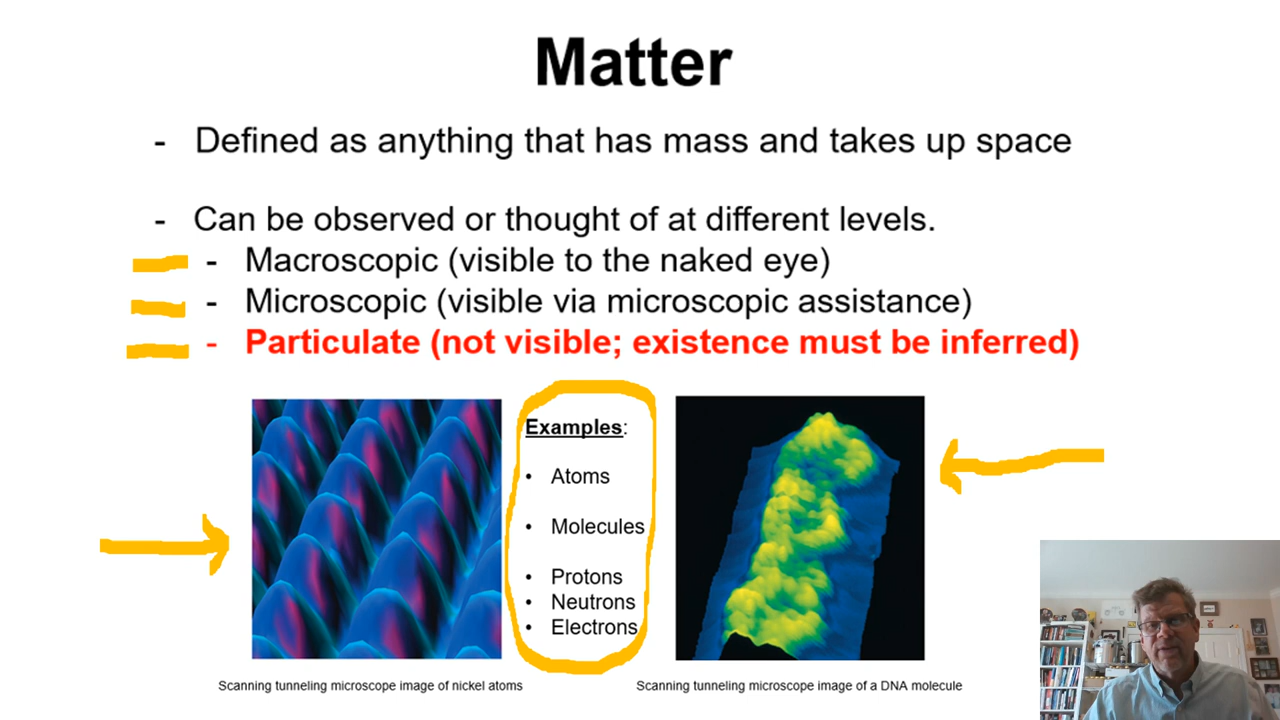 Matter
- Defined as anything that has mass and takes up space
- Can be observed or thought of at different levels.
- Macroscopic (visible to the naked eye)
- Microscopic (visible via microscopic assistance)
- Particulate (not visible; existence must be inferred)
Examples:
• Atoms
• Molecules
• Protons
• Neutrons
• Electrons
Scanning tunneling microscope image of nickel atoms
Scanning tunneling microscope image of a DNA molecule